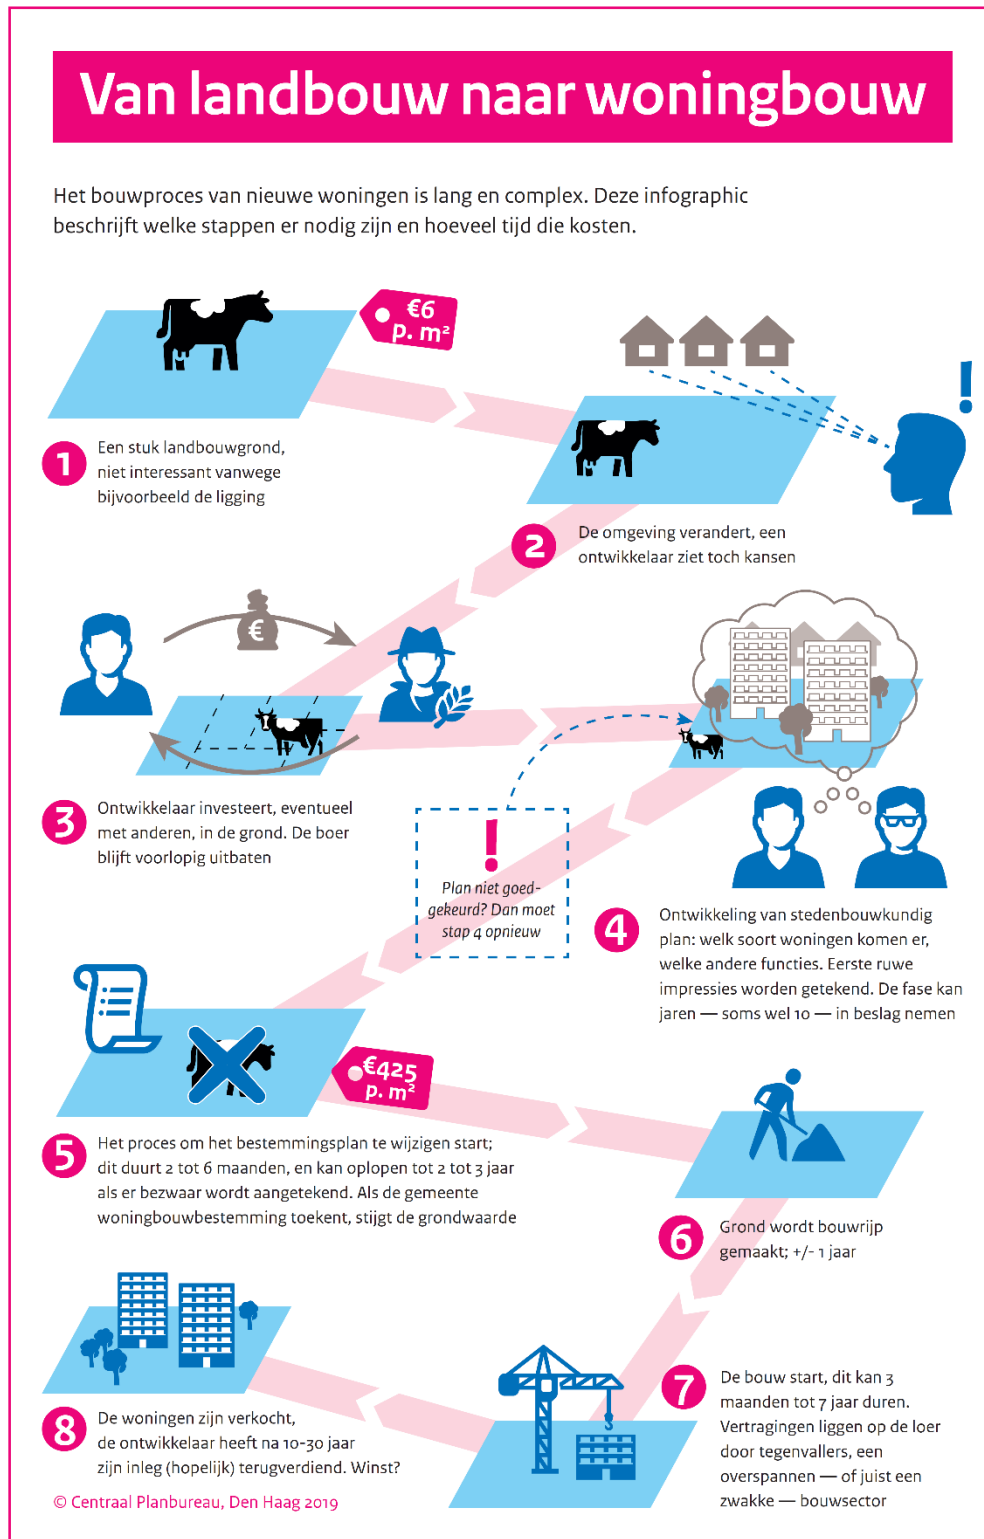 Van landbouw naar woningbouw
Het bouwproces van nieuwe woningen is lang en complex. Deze infographic
beschrijft welke stappen er nodig zijn en hoeveel tijd die kosten.
€6
p. m²
1
Een stuk landbouwgrond,
niet interessant vanwege
bijvoorbeeld de ligging
!
2
De omgeving verandert, een
ontwikkelaar ziet toch kansen
€
3
Ontwikkelaar investeert, eventueel
met anderen, in de grond. De boer
blijft voorlopig uitbaten
!
Plan niet goed-
gekeurd? Dan moet
stap 4 opnieuw
4
Ontwikkeling van stedenbouwkundig
plan: welk soort woningen komen er,
welke andere functies. Eerste ruwe
impressies worden getekend. De fase kan
jaren — soms wel 10 — in beslag nemen
€425
p. m²
5
Het proces om het bestemmingsplan te wijzigen start;
dit duurt 2 tot 6 maanden, en kan oplopen tot 2 tot 3 jaar
als er bezwaar wordt aangetekend. Als de gemeente
woningbouwbestemming toekent, stijgt de grondwaarde
6
Grond wordt bouwrijp
gemaakt; +/- 1 jaar
7
De bouw start, dit kan 3
maanden tot 7 jaar duren.
Vertragingen liggen op de loer
door tegenvallers, een
overspannen — of juist een
zwakke — bouwsector
8
De woningen zijn verkocht,
de ontwikkelaar heeft na 10-30 jaar
zijn inleg (hopelijk) terugverdiend. Winst?
© Centraal Planbureau, Den Haag 2019